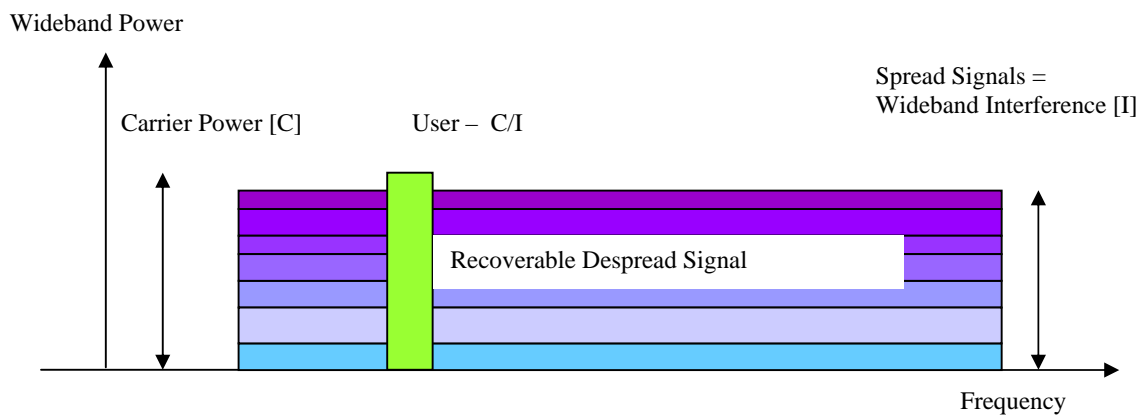 Wideband Power
Spread Signals =
Wideband Interference [I]
Carrier Power [C]
User – C/I
Recoverable Despread Signal
Frequency